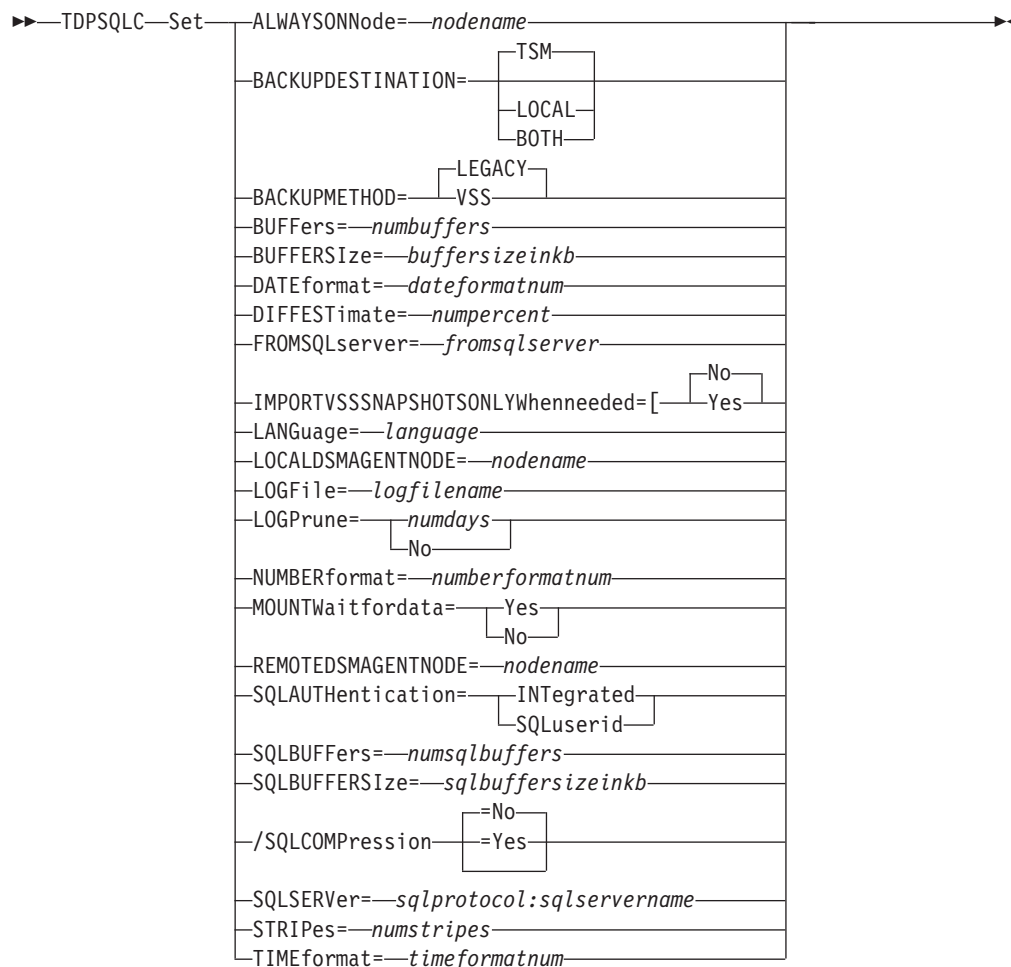 TDPSQLC Set ALWAYSONNode= nodename
TSM
BACKUPDESTINATION=
LOCAL
BOTH
LEGACY
BACKUPMETHOD= VSS
BUFFers= numbuffers
BUFFERSIze= buffersizeinkb
DATEformat= dateformatnum
DIFFESTimate= numpercent
FROMSQLserver= fromsqlserver
No
IMPORTVSSSNAPSHOTSONLYWhenneeded=[ Yes
LANGuage= language
LOCALDSMAGENTNODE= nodename
LOGFile= logfilename
LOGPrune= numdays
No
NUMBERformat= numberformatnum
MOUNTWaitfordata= Yes
No
REMOTEDSMAGENTNODE= nodename
SQLAUTHentication= INTegrated
SQLuserid
SQLBUFFers= numsqlbuffers
SQLBUFFERSIze= sqlbuffersizeinkb
=No
/SQLCOMPression =Yes
SQLSERVer= sqlprotocol:sqlservername
STRIPes= numstripes
TIMEformat= timeformatnum